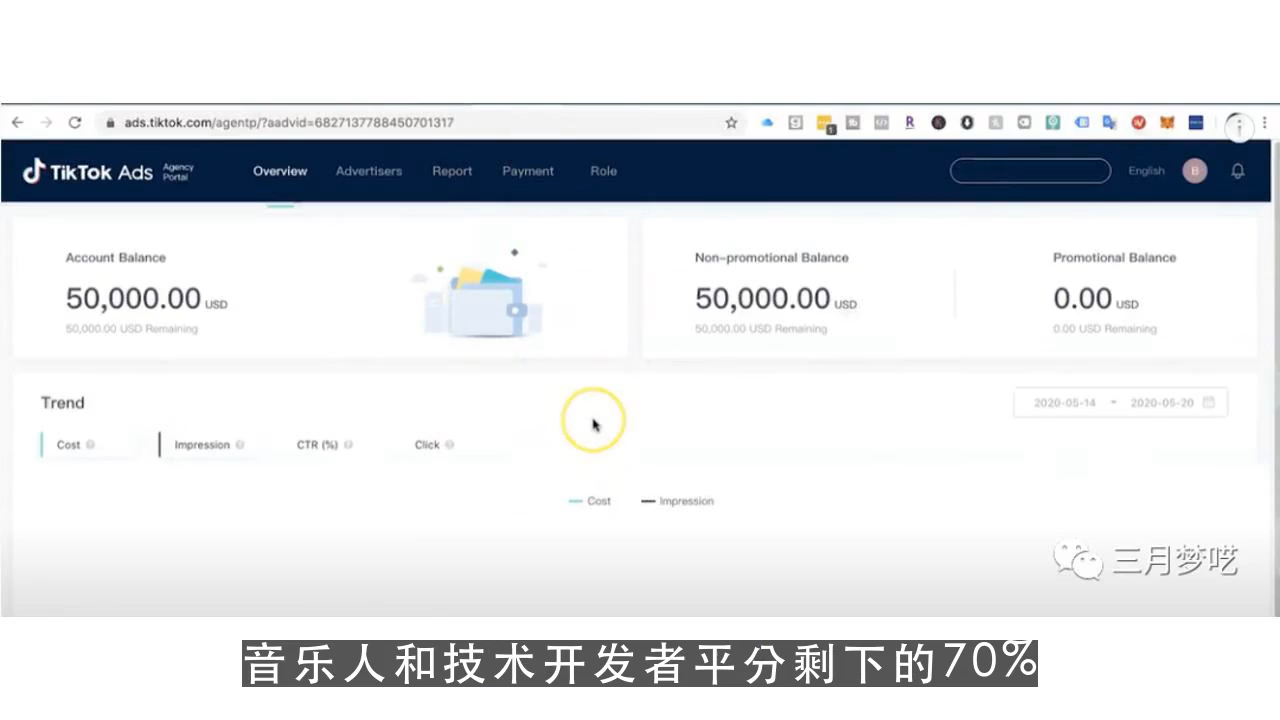 ads.tiktok.com/agentp/?aadvid=6827137788450701317
TikTok Ads Agency Portal Overview Advertisers Report Payment Role English B
Account Balance
50,000.00 USD
50,000.00 USD Remaining
Non-promotional Balance
50,000.00 USD
50,000.00 USD Remaining
Promotional Balance
0.00 USD
0.00 USD Remaining
Trend
2020-05-14 - 2020-05-20
Cost Impression CTR (%) Click
Cost Impression
三月梦呓
音乐人和技术开发者平分剩下的70%